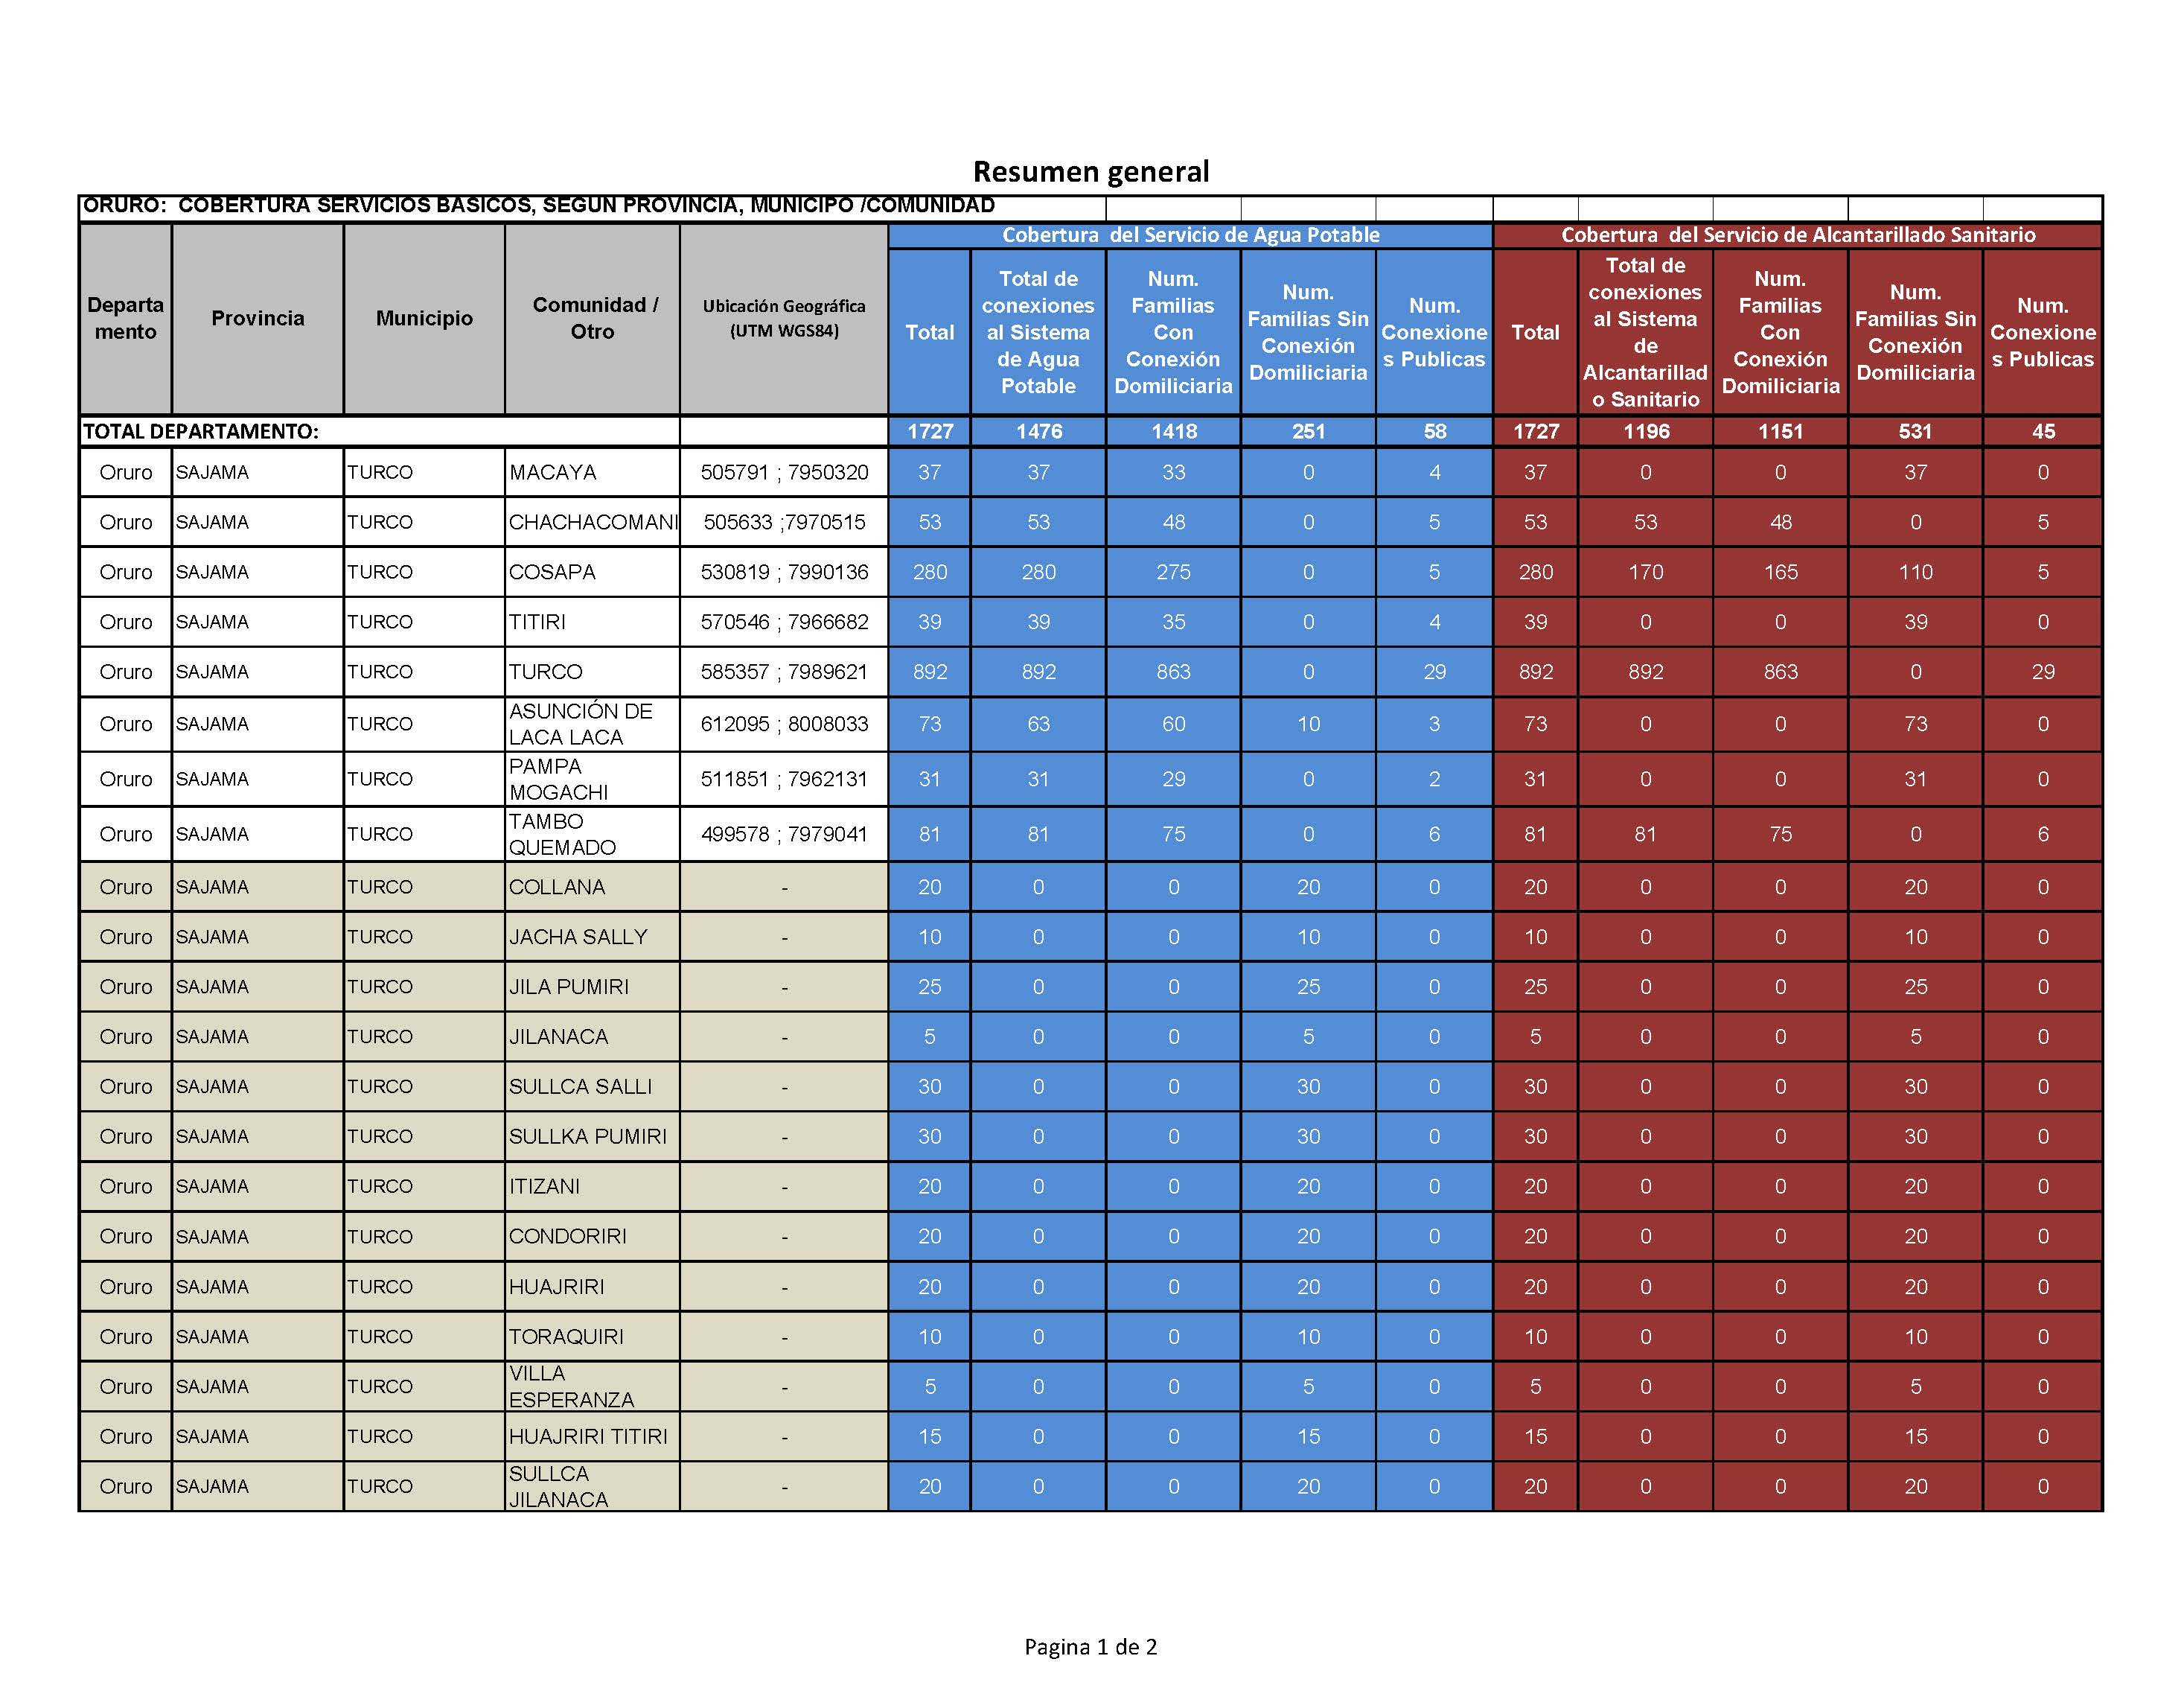 Resumen general
ORURO: COBERTURA SERVICIOS BASICOS, SEGUN PROVINCIA, MUNICIPO /COMUNIDAD
Cobertura del Servicio de Agua Potable Cobertura del Servicio de Alcantarillado Sanitario
Departa
mento
Provincia
Municipio
Comunidad /
Otro
Ubicación Geográfica
(UTM WGS84)
Total
Total de
conexiones
al Sistema
de Agua
Potable
Num.
Familias
Con
Conexión
Domiliciaria
Num.
Familias Sin
Conexión
Domiliciaria
Num.
Conexione
s Publicas
Total
Total de
conexiones
al Sistema
de
Alcantarillad
o Sanitario
Num.
Familias
Con
Conexión
Domiliciaria
Num.
Familias Sin
Conexión
Domiliciaria
Num.
Conexione
s Publicas
TOTAL DEPARTAMENTO: 1727 1476 1418 251 58 1727 1196 1151 531 45
Oruro SAJAMA TURCO MACAYA 505791 ; 7950320 37 37 33 0 4 37 0 0 37 0
Oruro SAJAMA TURCO CHACHACOMANI 505633 ;7970515 53 53 48 0 5 53 53 48 0 5
Oruro SAJAMA TURCO COSAPA 530819 ; 7990136 280 280 275 0 5 280 170 165 110 5
Oruro SAJAMA TURCO TITIRI 570546 ; 7966682 39 39 35 0 4 39 0 0 39 0
Oruro SAJAMA TURCO TURCO 585357 ; 7989621 892 892 863 0 29 892 892 863 0 29
Oruro SAJAMA TURCO ASUNCIÓN DE
LACA LACA 612095 ; 8008033 73 63 60 10 3 73 0 0 73 0
Oruro SAJAMA TURCO PAMPA
MOGACHI 511851 ; 7962131 31 31 29 0 2 31 0 0 31 0
Oruro SAJAMA TURCO TAMBO
QUEMADO 499578 ; 7979041 81 81 75 0 6 81 81 75 0 6
Oruro SAJAMA TURCO COLLANA - 20 0 0 20 0 20 0 0 20 0
Oruro SAJAMA TURCO JACHA SALLY - 10 0 0 10 0 10 0 0 10 0
Oruro SAJAMA TURCO JILA PUMIRI - 25 0 0 25 0 25 0 0 25 0
Oruro SAJAMA TURCO JILANACA - 5 0 0 5 0 5 0 0 5 0
Oruro SAJAMA TURCO SULLCA SALLI - 30 0 0 30 0 30 0 0 30 0
Oruro SAJAMA TURCO SULLKA PUMIRI - 30 0 0 30 0 30 0 0 30 0
Oruro SAJAMA TURCO ITIZANI - 20 0 0 20 0 20 0 0 20 0
Oruro SAJAMA TURCO CONDORIRI - 20 0 0 20 0 20 0 0 20 0
Oruro SAJAMA TURCO HUAJRIRI - 20 0 0 20 0 20 0 0 20 0
Oruro SAJAMA TURCO TORAQUIRI - 10 0 0 10 0 10 0 0 10 0
Oruro SAJAMA TURCO VILLA
ESPERANZA - 5 0 0 5 0 5 0 0 5 0
Oruro SAJAMA TURCO HUAJRIRI TITIRI - 15 0 0 15 0 15 0 0 15 0
Oruro SAJAMA TURCO SULLCA
JILANACA - 20 0 0 20 0 20 0 0 20 0
Pagina 1 de 2